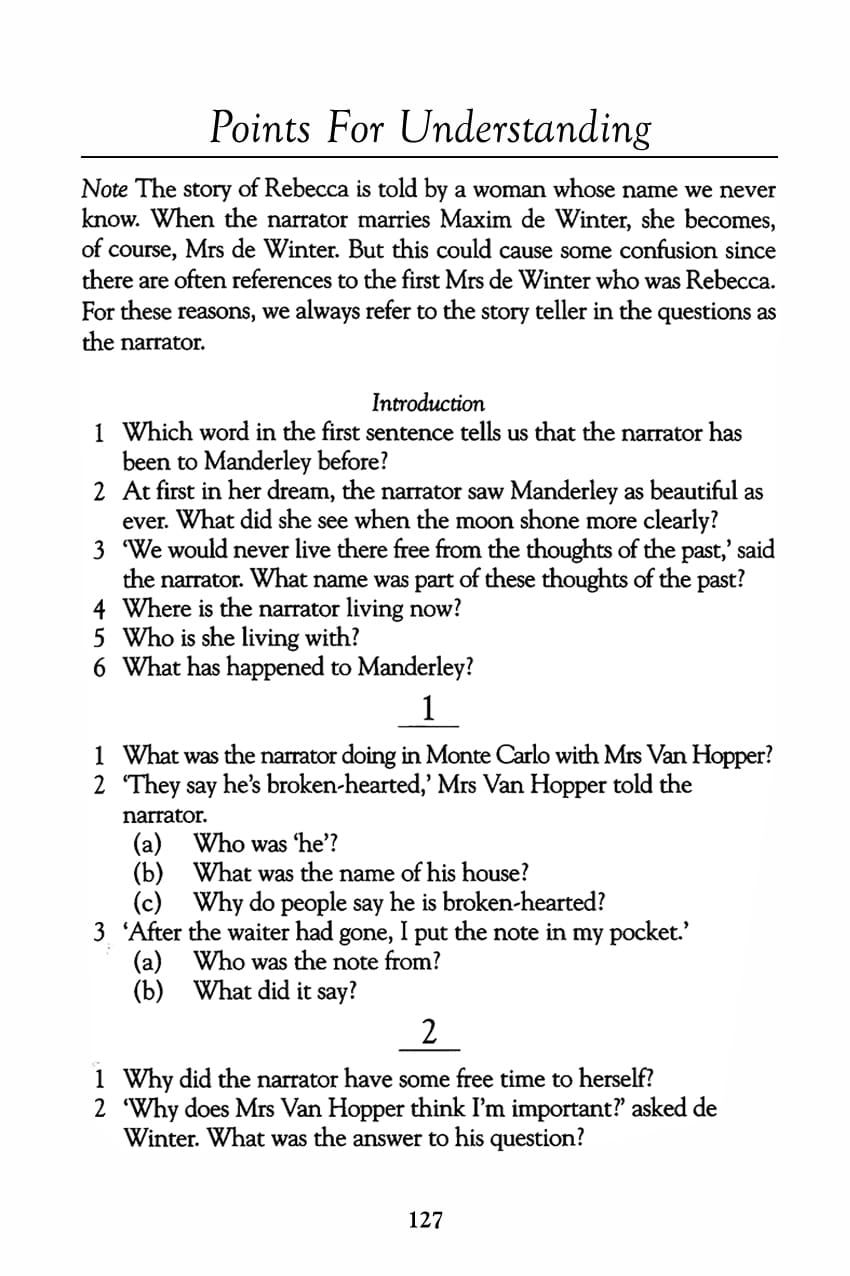 Points For Understanding
Note The story of Rebecca is told by a woman whose name we never
know. When the narrator marries Maxim de Winter, she becomes,
of course, Mrs de Winter. But this could cause some confusion since
there are often references to the first Mrs de Winter who was Rebecca.
For these reasons, we always refer to the story teller in the questions as
the narrator.
Introduction
1 Which word in the first sentence tells us that the narrator has
been to Manderley before?
2 At first in her dream, the narrator saw Manderley as beautiful as
ever. What did she see when the moon shone more clearly?
3 ‘We would never live there free from the thoughts of the past,’ said
the narrator. What name was part of these thoughts of the past?
4 Where is the narrator living now?
5 Who is she living with?
6 What has happened to Manderley?
1
1 What was the narrator doing in Monte Carlo with Mrs Van Hopper?
2 ‘They say he’s broken-hearted,’ Mrs Van Hopper told the
narrator.
(a) Who was ‘he’?
(b) What was the name of his house?
(c) Why do people say he is broken-hearted?
3 ‘After the waiter had gone, I put the note in my pocket.’
(a) Who was the note from?
(b) What did it say?
2
1 Why did the narrator have some free time to herself?
2 ‘Why does Mrs Van Hopper think I’m important?’ asked de
Winter. What was the answer to his question?
127